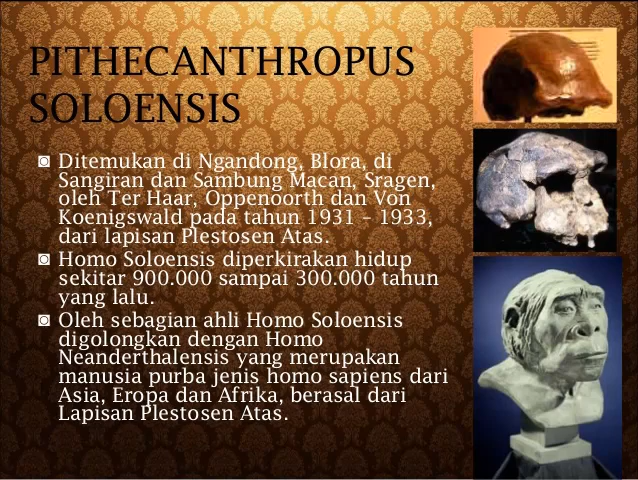 PITHECANTHROPUS
SOLOENSIS
◙ Ditemukan di Ngandong, Blora, di
Sangiran dan Sambung Macan, Sragen,
oleh Ter Haar, Oppenoorth dan Von
Koenigswald pada tahun 1931 – 1933,
dari lapisan Plestosen Atas.
◙ Homo Soloensis diperkirakan hidup
sekitar 900.000 sampai 300.000 tahun
yang lalu.
◙ Oleh sebagian ahli Homo Soloensis
digolongkan dengan Homo
Neanderthalensis yang merupakan
manusia purba jenis homo sapiens dari
Asia, Eropa dan Afrika, berasal dari
Lapisan Plestosen Atas.